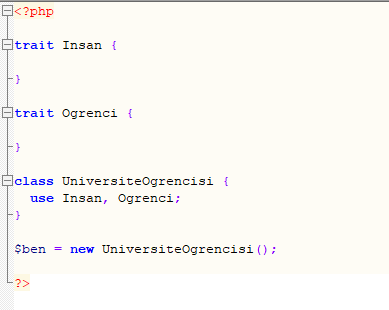 <?php
trait Insan {
}
trait Ogrenci {
}
class UniversiteOgrencisi {
use Insan, Ogrenci;
}
$ben = new UniversiteOgrencisi();
?>